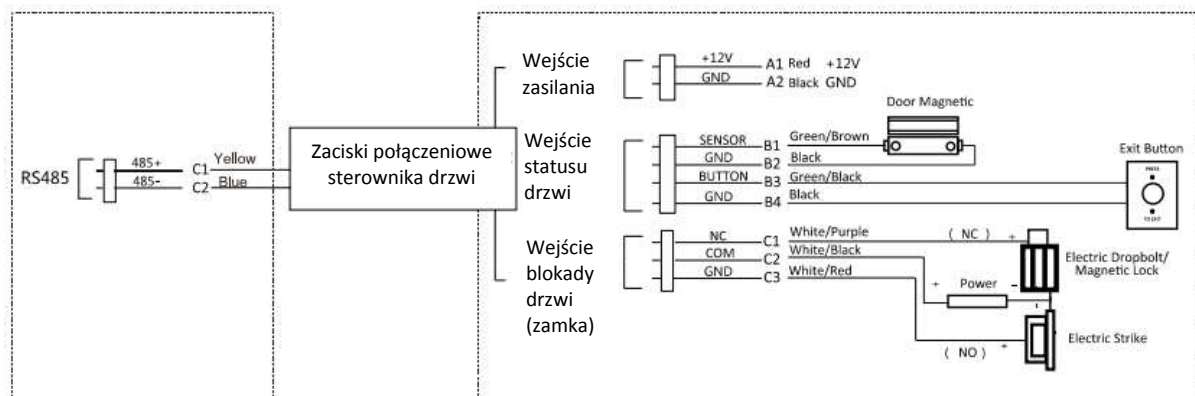 RS485
485+ C1 Yellow
485- C2 Blue
Zaciski połączeniowe
sterownika drzwi
Wejście
zasilania
+12V A1 Red +12V
GND A2 Black GND
Wejście
statusu
drzwi
SENSOR B1 Green/Brown
GND B2 Black
BUTTON B3 Green/Black
GND B4 Black
Door Magnetic
Exit Button
PRESS
TO EXIT
Wejście
blokady
drzwi
(zamka)
NC C1 White/Purple
COM C2 White/Black
GND C3 White/Red
( NC ) +
Electric Dropbolt/
Magnetic Lock
+ Power -
-
Electric Strike
( NO ) +